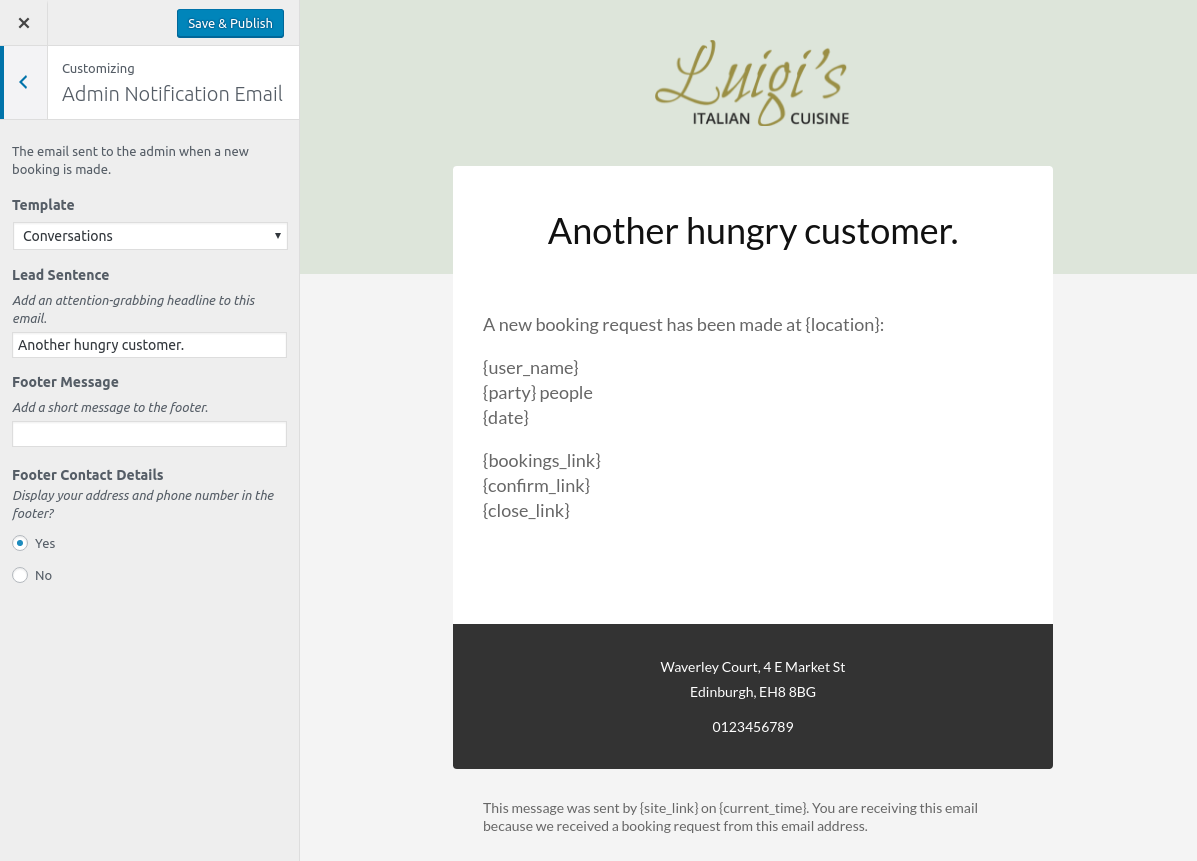 Save & Publish
Customizing
Admin Notification Email
The email sent to the admin when a new
booking is made.
Template
Conversations
Lead Sentence
Add an attention-grabbing headline to this
email.
Another hungry customer.
Footer Message
Add a short message to the footer.
Footer Contact Details
Display your address and phone number in the
footer?
Yes
No
Luigi's
ITALIAN CUISINE
Another hungry customer.
A new booking request has been made at {location}:
{user_name}
{party} people
{date}
{bookings_link}
{confirm_link}
{close_link}
Waverley Court, 4 E Market St
Edinburgh, EH8 8BG
0123456789
This message was sent by {site_link} on {current_time}. You are receiving this email
because we received a booking request from this email address.